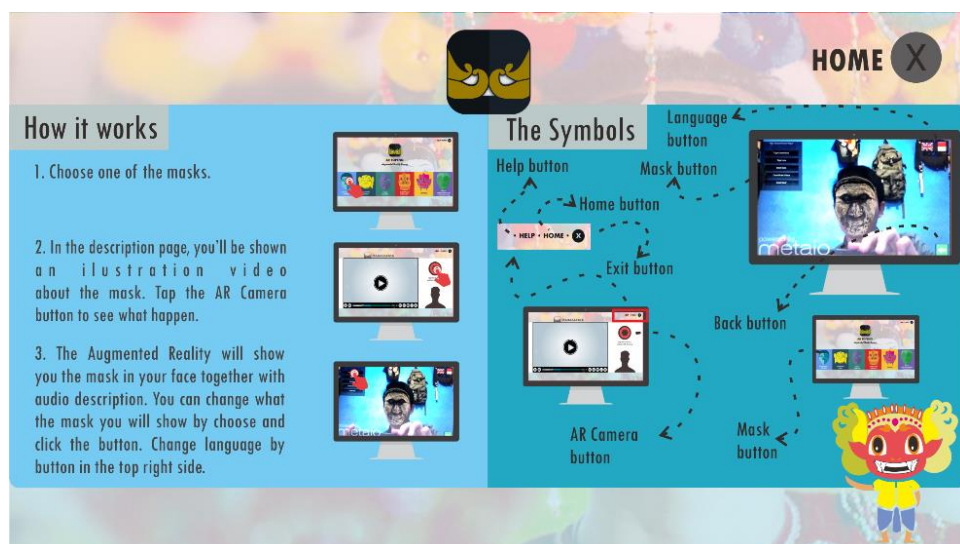 HOME X
How it works
1. Choose one of the masks.
2. In the description page, you'll be shown
an ilustration video
about the mask. Tap the AR Camera
button to see what happen.
3. The Augmented Reality will show
you the mask in your face together with
audio description. You can change what
the mask you will show by choose and
click the button. Change language by
button in the top right side.
metaio
The Symbols
Language
button
Help button
Mask button
Home button
• HELP • HOME • X
Exit button
metaio
Back button
AR Camera
button
Mask
button